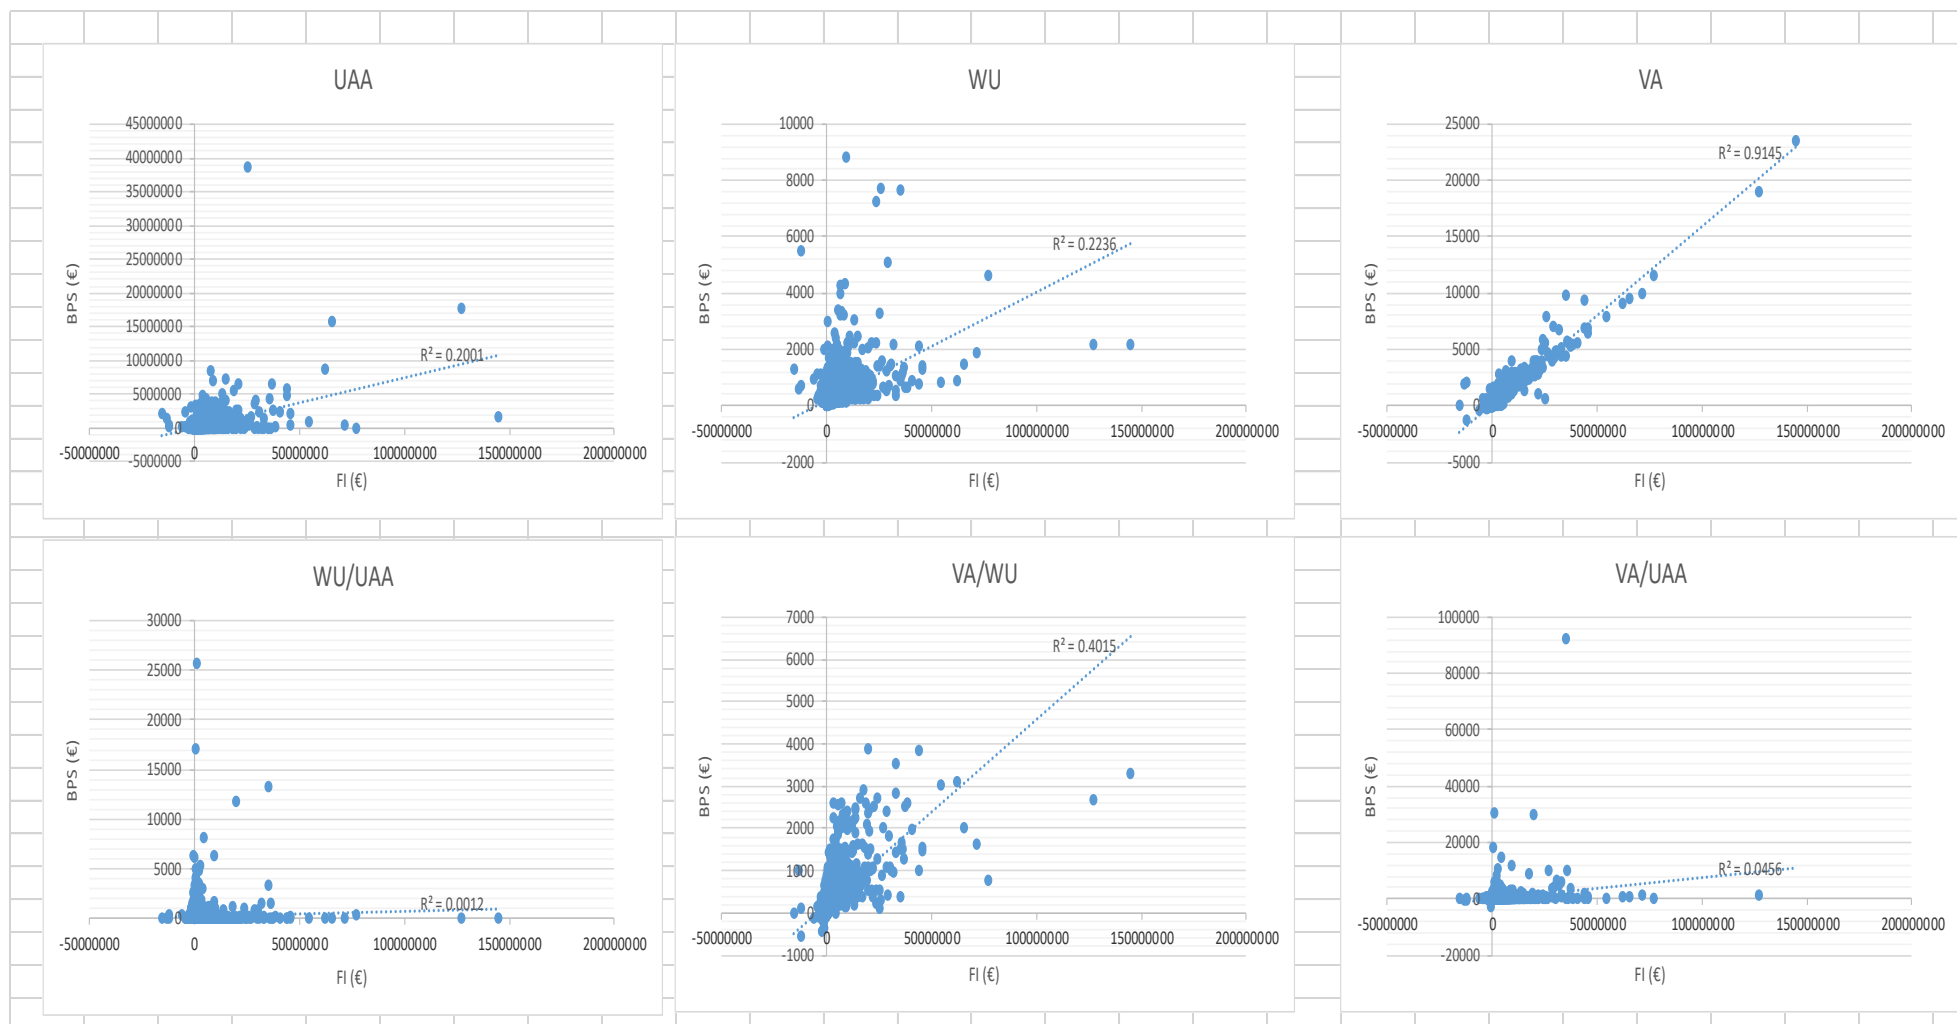 UAA
45000000
40000000
35000000
30000000
25000000
20000000
15000000
10000000
5000000
0
-5000000
BPS (€)
R² = 0.2001
-50000000 0 50000000 100000000 150000000 200000000
FI (€)
WU
10000
8000
6000
4000
2000
0
-2000
BPS (€)
R² = 0.2236
-50000000 0 50000000 100000000 150000000 200000000
FI (€)
VA
25000
20000
15000
10000
5000
0
-5000
BPS (€)
R² = 0.9145
-50000000 0 50000000 100000000 150000000 200000000
FI (€)
WU/UAA
30000
25000
20000
15000
10000
5000
0
BPS (€)
R² = 0.0012
-50000000 0 50000000 100000000 150000000 200000000
FI (€)
VA/WU
7000
6000
5000
4000
3000
2000
1000
0
-1000
BPS (€)
R² = 0.4015
-50000000 0 50000000 100000000 150000000 200000000
FI (€)
VA/UAA
100000
80000
60000
40000
20000
0
-20000
BPS (€)
R² = 0.0456
-50000000 0 50000000 100000000 150000000 200000000
FI (€)